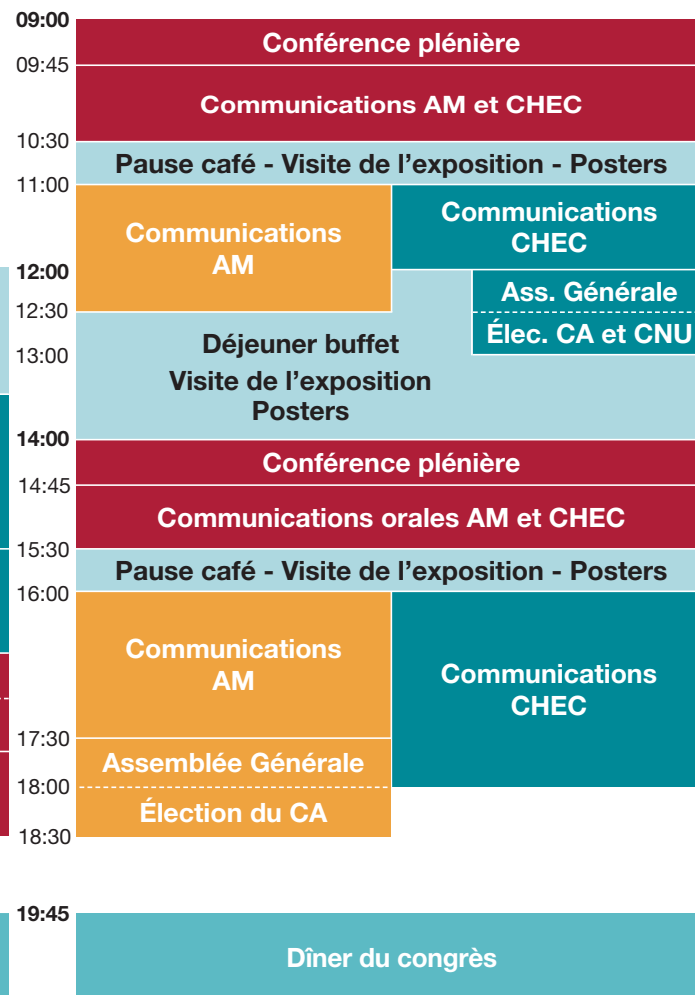 09:00
Conférence plénière
09:45
Communications AM et CHEC
10:30
Pause café - Visite de l'exposition - Posters
11:00
Communications
AM
Communications
CHEC
12:00
Ass. Générale
12:30
Élec. CA et CNU
13:00
Déjeuner buffet
Visite de l'exposition
Posters
14:00
Conférence plénière
14:45
Communications orales AM et CHEC
15:30
Pause café - Visite de l'exposition - Posters
16:00
Communications
AM
Communications
CHEC
17:30
Assemblée Générale
18:00
Élection du CA
18:30
19:45
Dîner du congrès